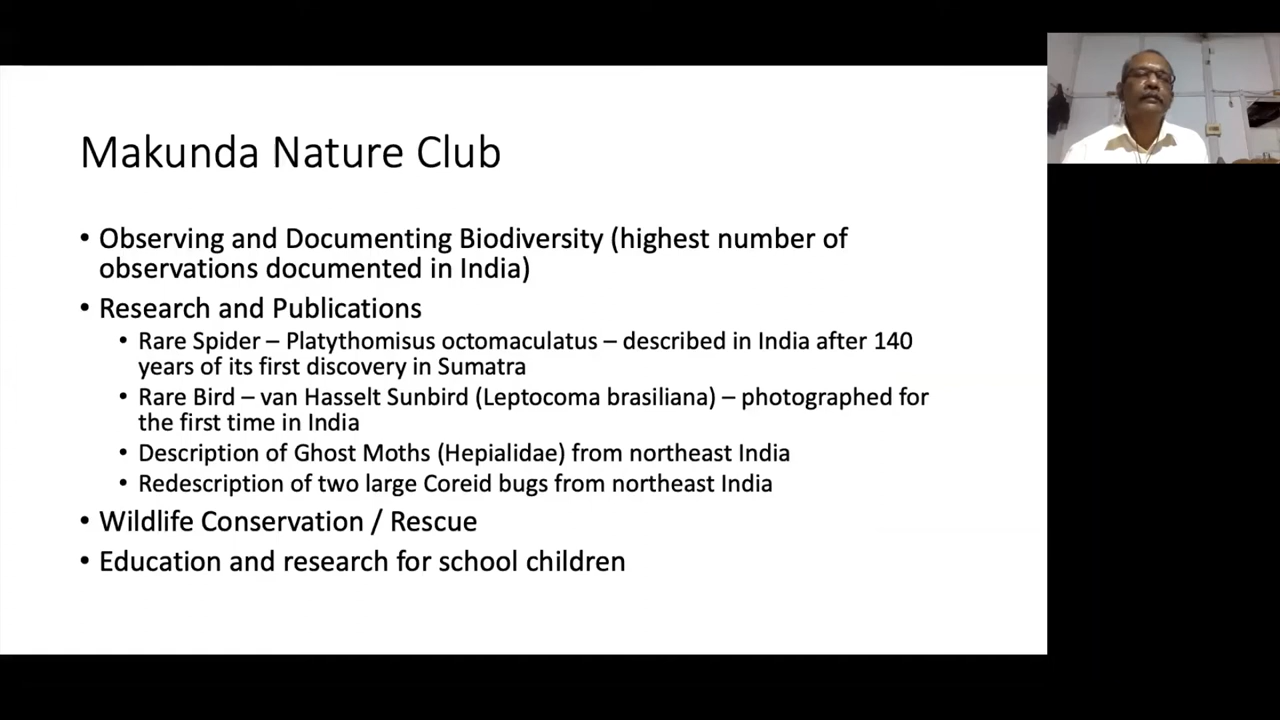 Makunda Nature Club
• Observing and Documenting Biodiversity (highest number of
observations documented in India)
• Research and Publications
• Rare Spider – Platythomisus octomaculatus – described in India after 140
years of its first discovery in Sumatra
• Rare Bird – van Hasselt Sunbird (Leptocoma brasiliana) – photographed for
the first time in India
• Description of Ghost Moths (Hepialidae) from northeast India
• Redescription of two large Coreid bugs from northeast India
• Wildlife Conservation / Rescue
• Education and research for school children